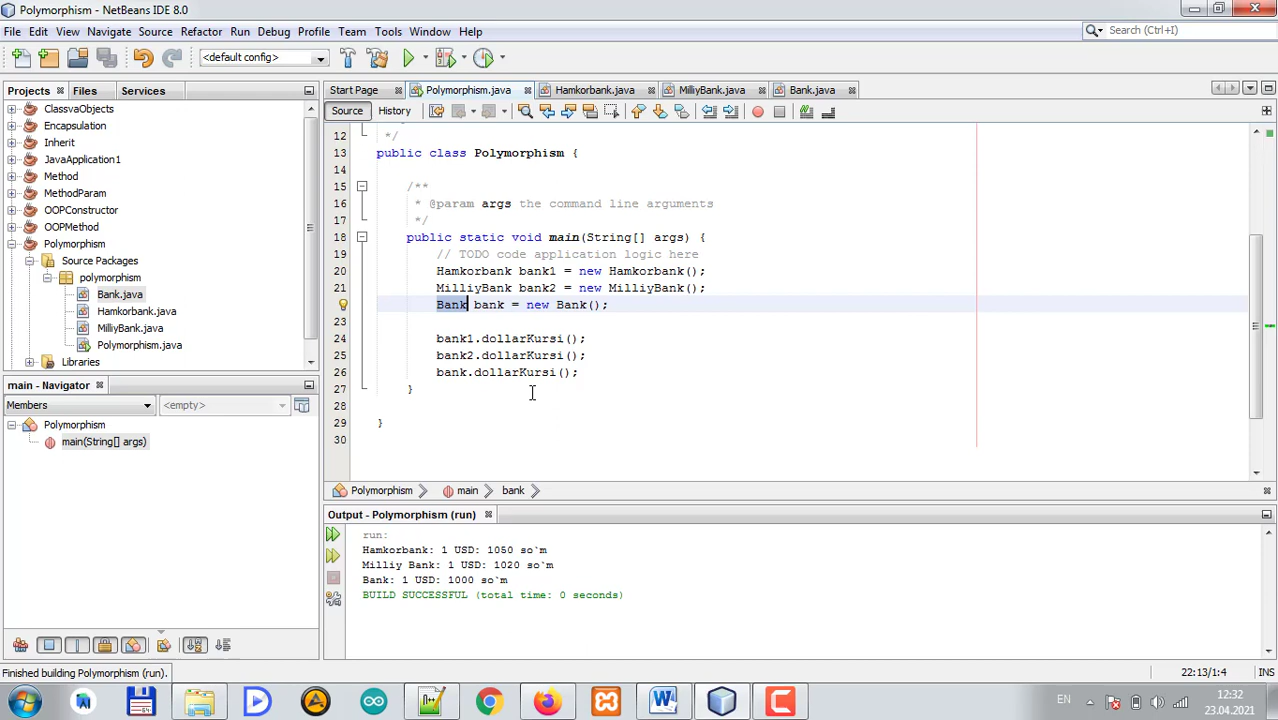 Polymorphism - NetBeans IDE 8.0
File Edit View Navigate Source Refactor Run Debug Profile Team Tools Window Help
Search (Ctrl+I)
<default config>
Projects Files Services
Start Page Polymorphism.java Hamkorbank.java MilliyBank.java Bank.java
ClassvaObjects
Encapsulation
Inherit
JavaApplication1
Method
MethodParam
OOPConstructor
OOPMethod
Polymorphism
Source Packages
polymorphism
Bank.java
Hamkorbank.java
MilliyBank.java
Polymorphism.java
Libraries
main - Navigator
Members <empty>
Polymorphism
main(String[] args)
Source History
12 */
13 public class Polymorphism {
14
15 /**
16 * @param args the command line arguments
17 */
18 public static void main(String[] args) {
19 // TODO code application logic here
20 Hamkorbank bank1 = new Hamkorbank();
21 MilliyBank bank2 = new MilliyBank();
Bank bank = new Bank();
23
24 bank1.dollarKursi();
25 bank2.dollarKursi();
26 bank.dollarKursi();
27 }
28
29 }
30
Polymorphism main bank
Output - Polymorphism (run)
run:
Hamkorbank: 1 USD: 1050 so`m
Milliy Bank: 1 USD: 1020 so`m
Bank: 1 USD: 1000 so`m
BUILD SUCCESSFUL (total time: 0 seconds)
Finished building Polymorphism (run).
22:13/1:4 INS
EN
12:32
23.04.2021